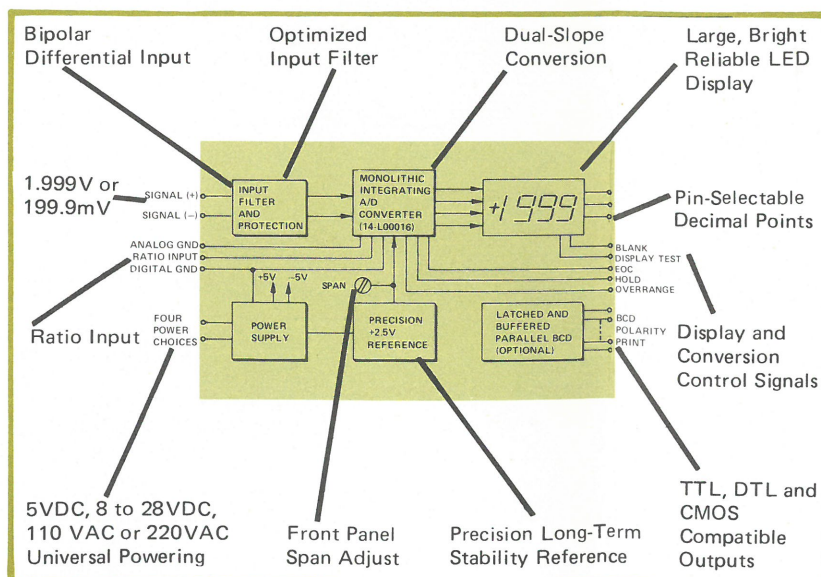 Bipolar
Differential Input
Optimized
Input Filter
Dual-Slope
Conversion
Large, Bright
Reliable LED
Display
1.999V or
199.9mV
SIGNAL (+)
SIGNAL (–)
INPUT
FILTER
AND
PROTECTION
MONOLITHIC
INTEGRATING
A/D
CONVERTER
(14-L00016)
+1999
Pin-Selectable
Decimal Points
ANALOG GND
RATIO INPUT
DIGITAL GND
BLANK
DISPLAY TEST
EOC
HOLD
OVERRANGE
+5V
–5V
SPAN
Ratio Input
FOUR
POWER
CHOICES
POWER
SUPPLY
PRECISION
+2.5V
REFERENCE
LATCHED AND
BUFFERED
PARALLEL BCD
(OPTIONAL)
BCD
POLARITY
PRINT
Display and
Conversion
Control Signals
5VDC, 8 to 28VDC,
110 VAC or 220VAC
Universal Powering
Front Panel
Span Adjust
Precision Long-Term
Stability Reference
TTL, DTL and
CMOS
Compatible
Outputs